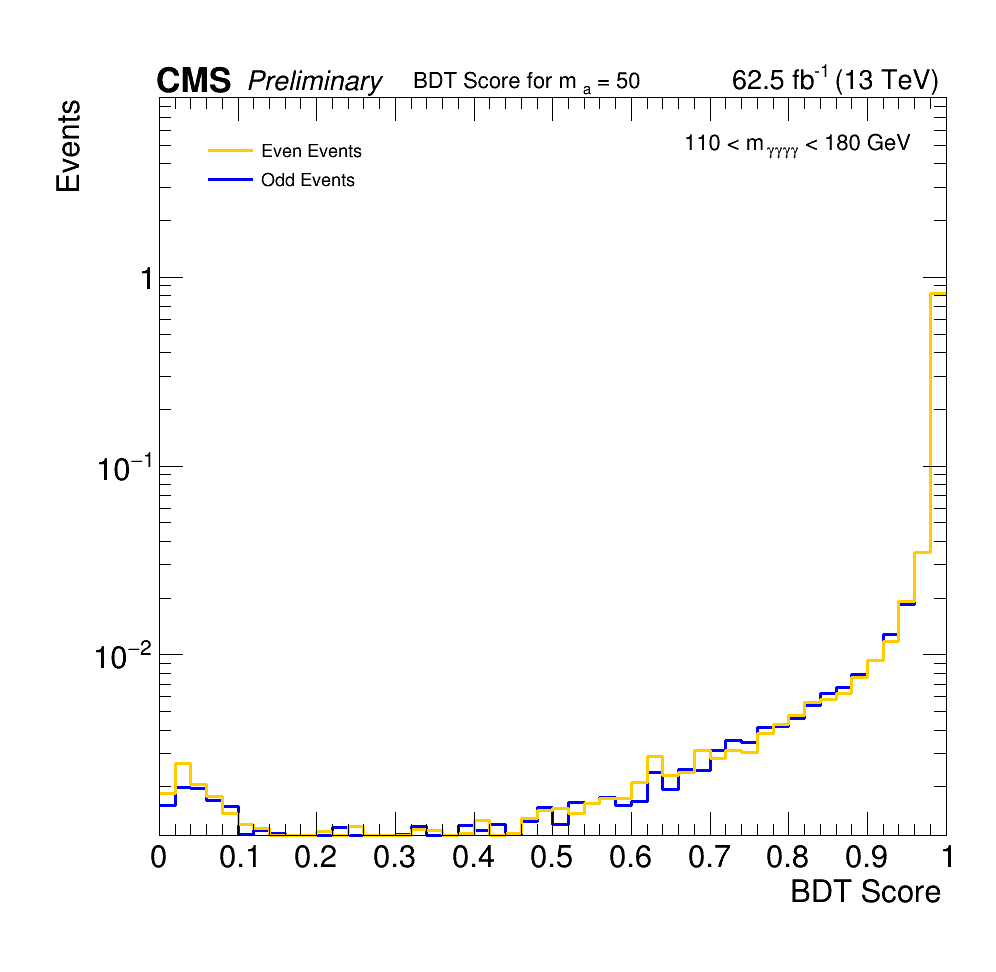 CMS Preliminary BDT Score for m a = 50 62.5 fb-1 (13 TeV)
Events
Even Events
Odd Events
110 < m γγγγ < 180 GeV
1
10−1
10−2
0 0.1 0.2 0.3 0.4 0.5 0.6 0.7 0.8 0.9 1
BDT Score